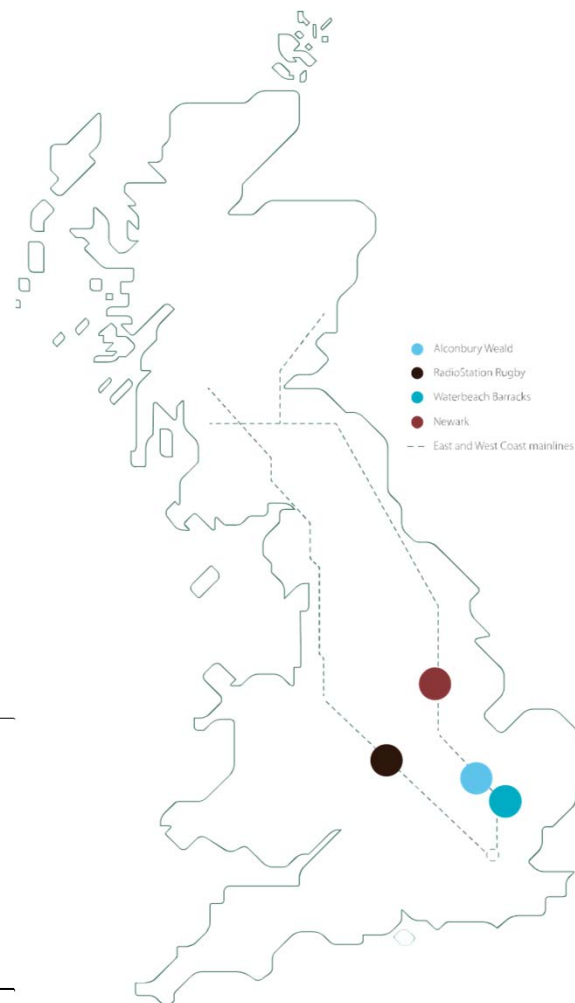 Alconbury Weald
RadioStation Rugby
Waterbeach Barracks
Newark
East and West Coast mainlines